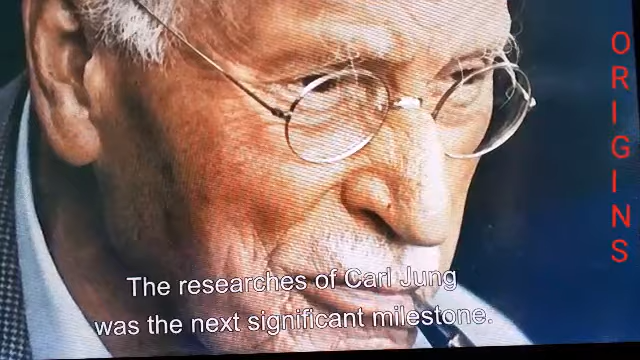 The researches of Carl Jung
was the next significant milestone.
ORIGINS